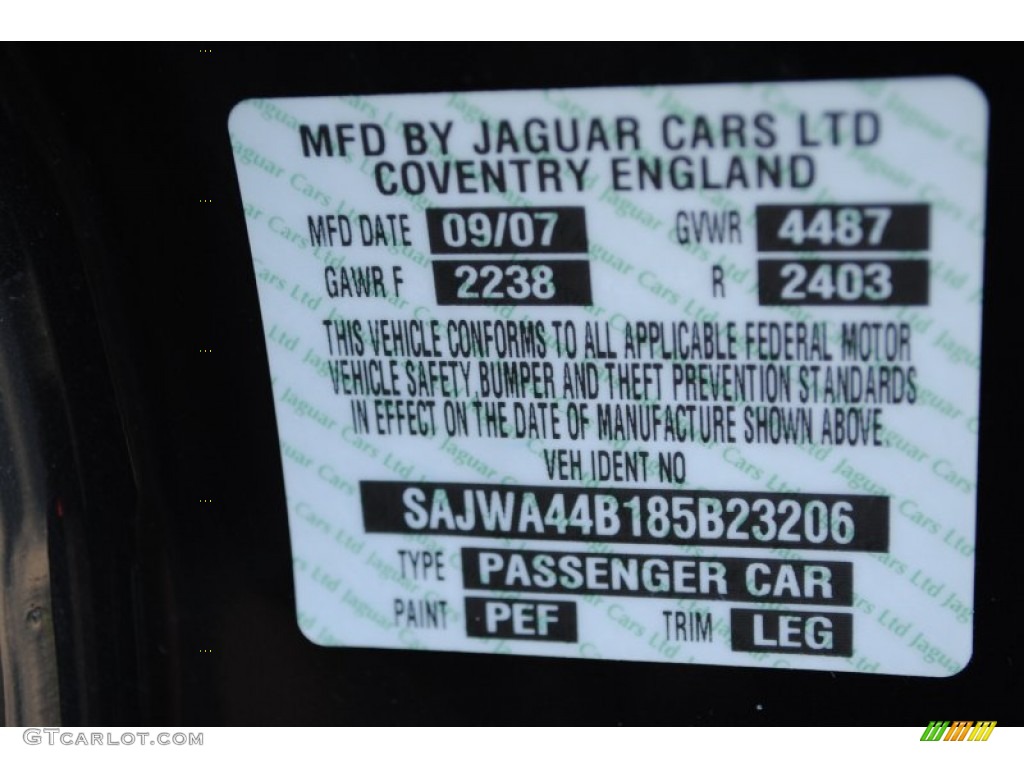 MFD BY JAGUAR CARS LTD
COVENTRY ENGLAND
MFD DATE 09/07 GVWR 4487
GAWR F 2238 R 2403
THIS VEHICLE CONFORMS TO ALL APPLICABLE FEDERAL MOTOR
VEHICLE SAFETY, BUMPER AND THEFT PREVENTION STANDARDS
IN EFFECT ON THE DATE OF MANUFACTURE SHOWN ABOVE.
VEH IDENT NO
SAJWA44B185B23206
TYPE PASSENGER CAR
PAINT PEF TRIM LEG
GTCARLOT.COM